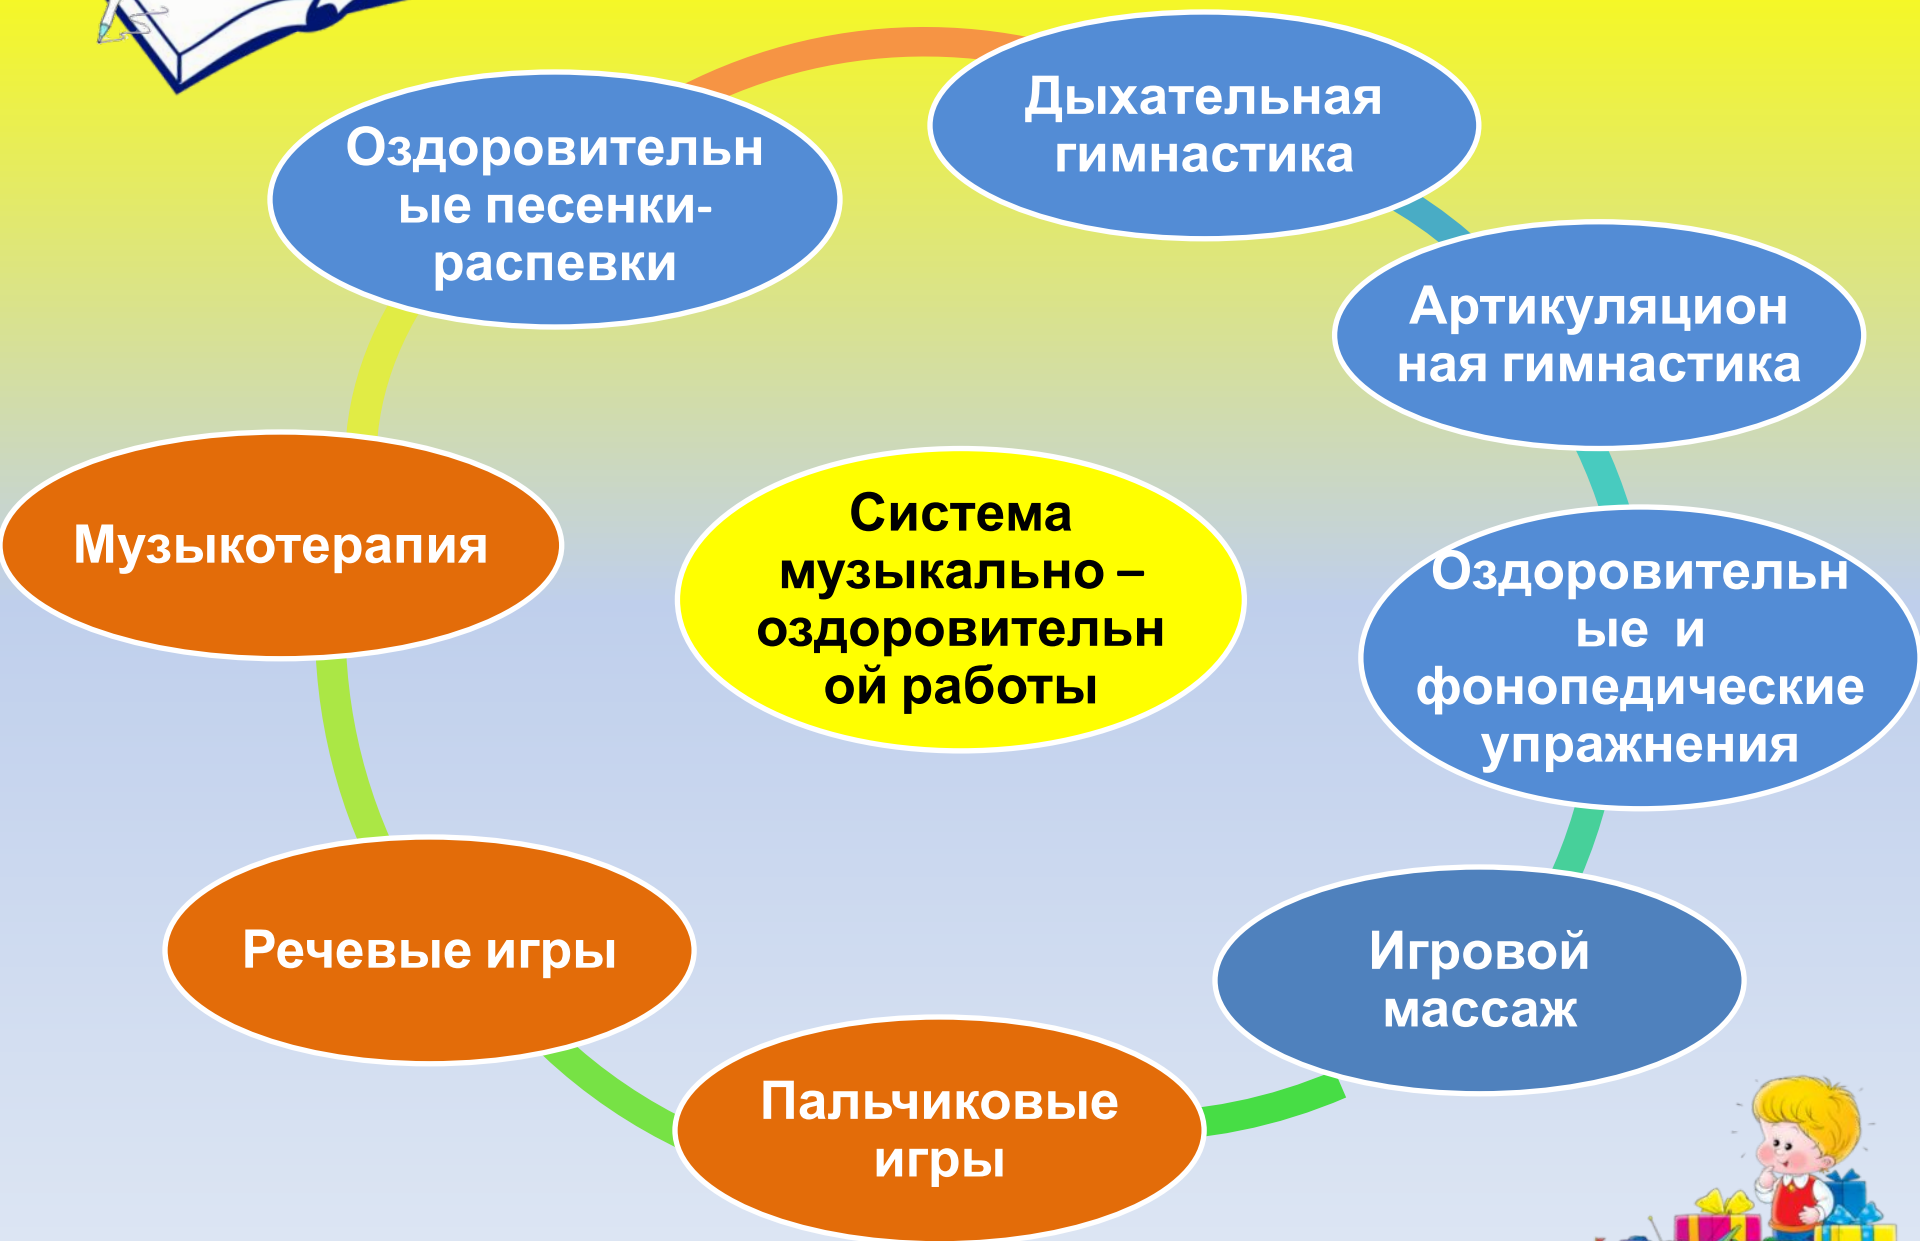 Дыхательная
гимнастика
Оздоровительн
ые песенки-
распевки
Артикуляцион
ная гимнастика
Музыкотерапия
Система
музыкально –
оздоровительн
ой работы
Оздоровительн
ые и
фонопедические
упражнения
Речевые игры
Игровой
массаж
Пальчиковые
игры